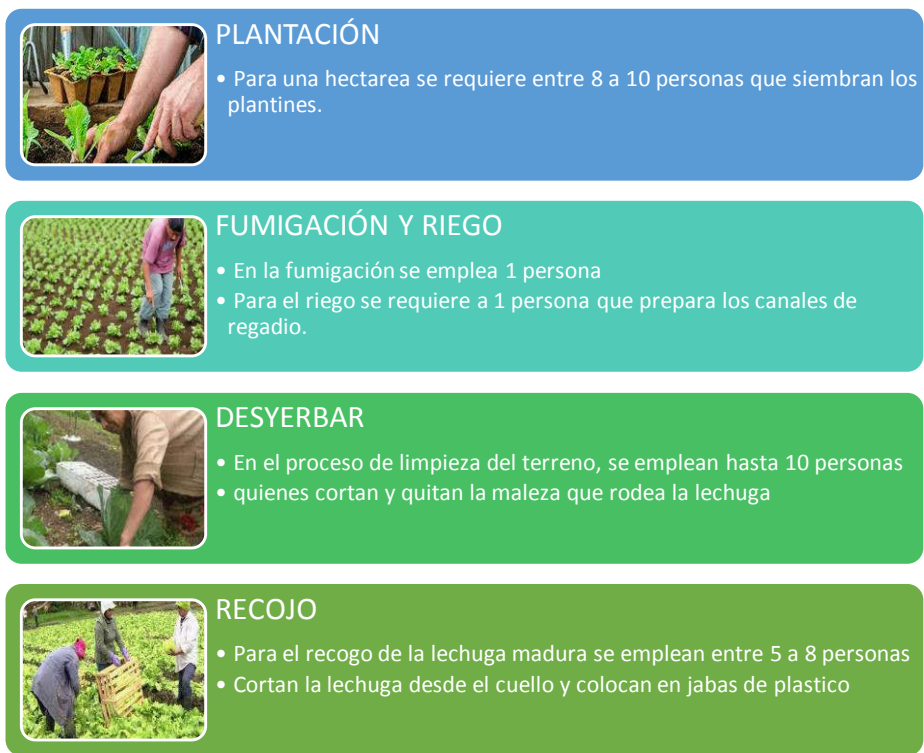 PLANTACIÓN
• Para una hectarea se requiere entre 8 a 10 personas que siembran los
plantines.
FUMIGACIÓN Y RIEGO
• En la fumigación se emplea 1 persona
• Para el riego se requiere a 1 persona que prepara los canales de
regadio.
DESYERBAR
• En el proceso de limpieza del terreno, se emplean hasta 10 personas
• quienes cortan y quitan la maleza que rodea la lechuga
RECOJO
• Para el recogo de la lechuga madura se emplean entre 5 a 8 personas
• Cortan la lechuga desde el cuello y colocan en jabas de plastico